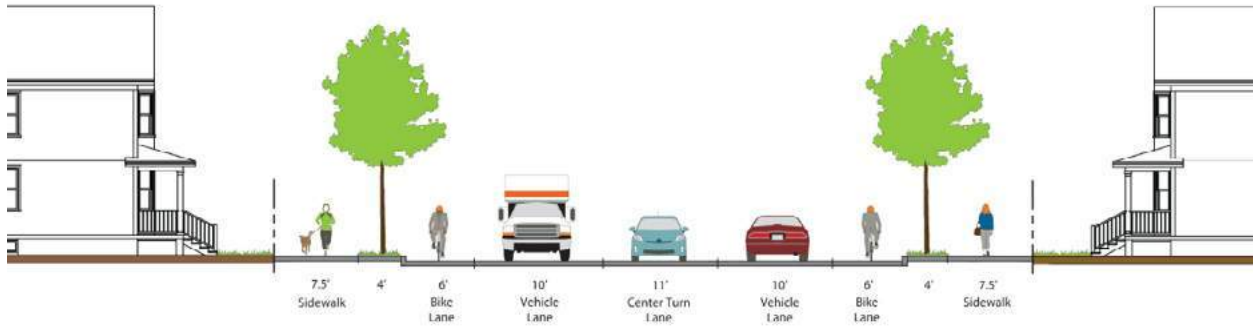 7.5'
Sidewalk
4'
6'
Bike
Lane
10'
Vehicle
Lane
11'
Center Turn
Lane
10'
Vehicle
Lane
6'
Bike
Lane
4'
7.5'
Sidewalk